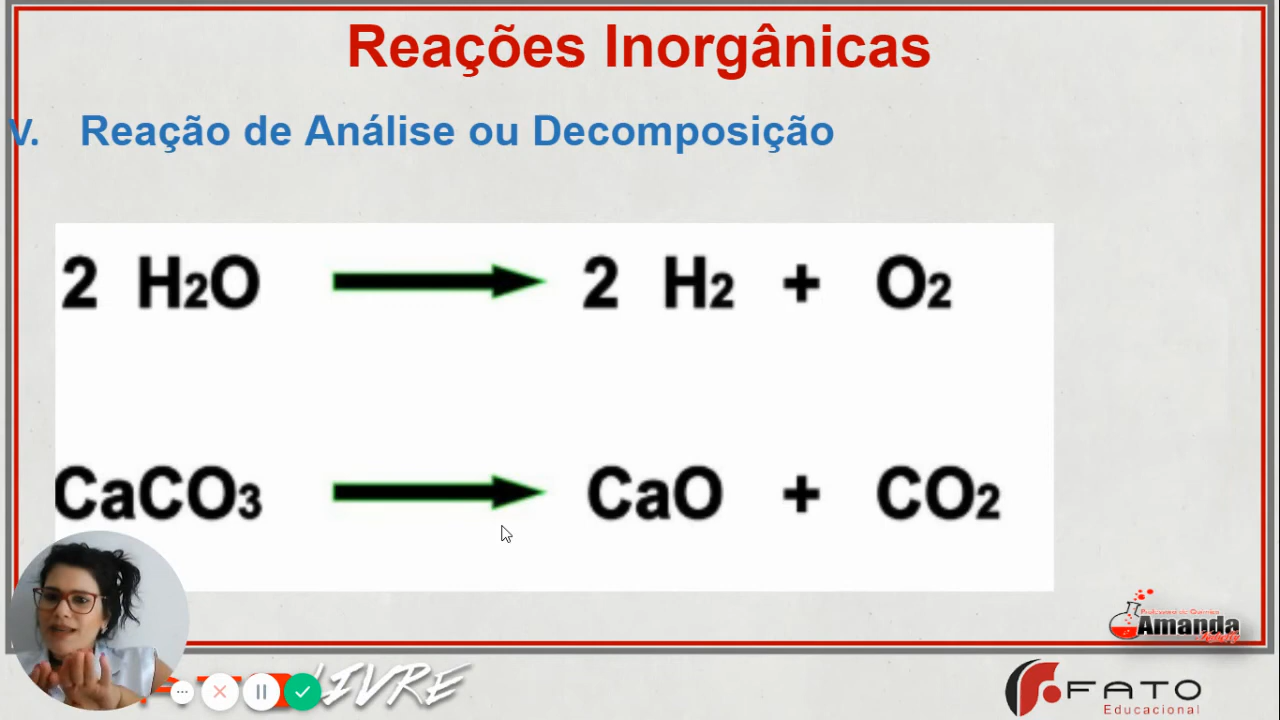 Reações Inorgânicas
V. Reação de Análise ou Decomposição
2 H2O → 2 H2 + O2
CaCO3 → CaO + CO2
Amanda
LIVRE
FATO
Educacional